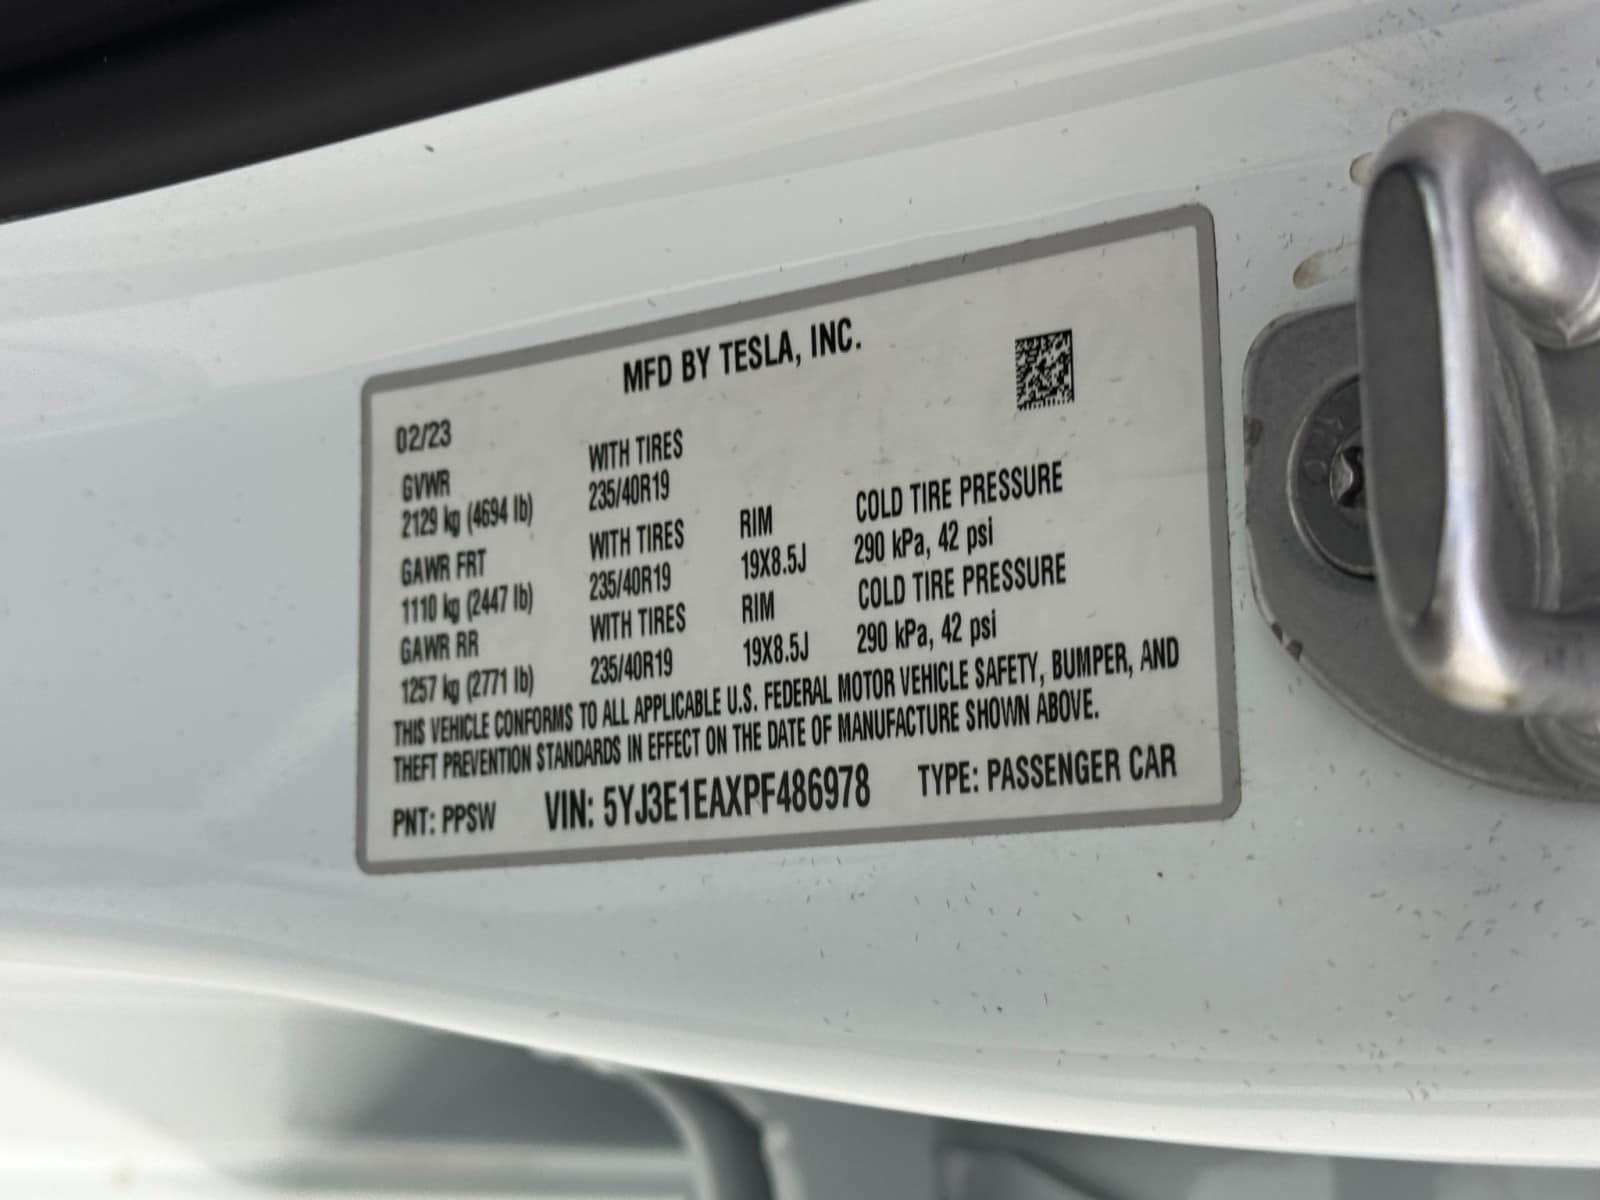 MFD BY TESLA, INC.
02/23
GVWR WITH TIRES
2129 kg (4694 lb) 235/40R19
GAWR FRT WITH TIRES RIM COLD TIRE PRESSURE
1110 kg (2447 lb) 235/40R19 19X8.5J 290 kPa, 42 psi
GAWR RR WITH TIRES RIM COLD TIRE PRESSURE
1257 kg (2771 lb) 235/40R19 19X8.5J 290 kPa, 42 psi
THIS VEHICLE CONFORMS TO ALL APPLICABLE U.S. FEDERAL MOTOR VEHICLE SAFETY, BUMPER, AND
THEFT PREVENTION STANDARDS IN EFFECT ON THE DATE OF MANUFACTURE SHOWN ABOVE.
PNT: PPSW VIN: 5YJ3E1EAXPF486978 TYPE: PASSENGER CAR